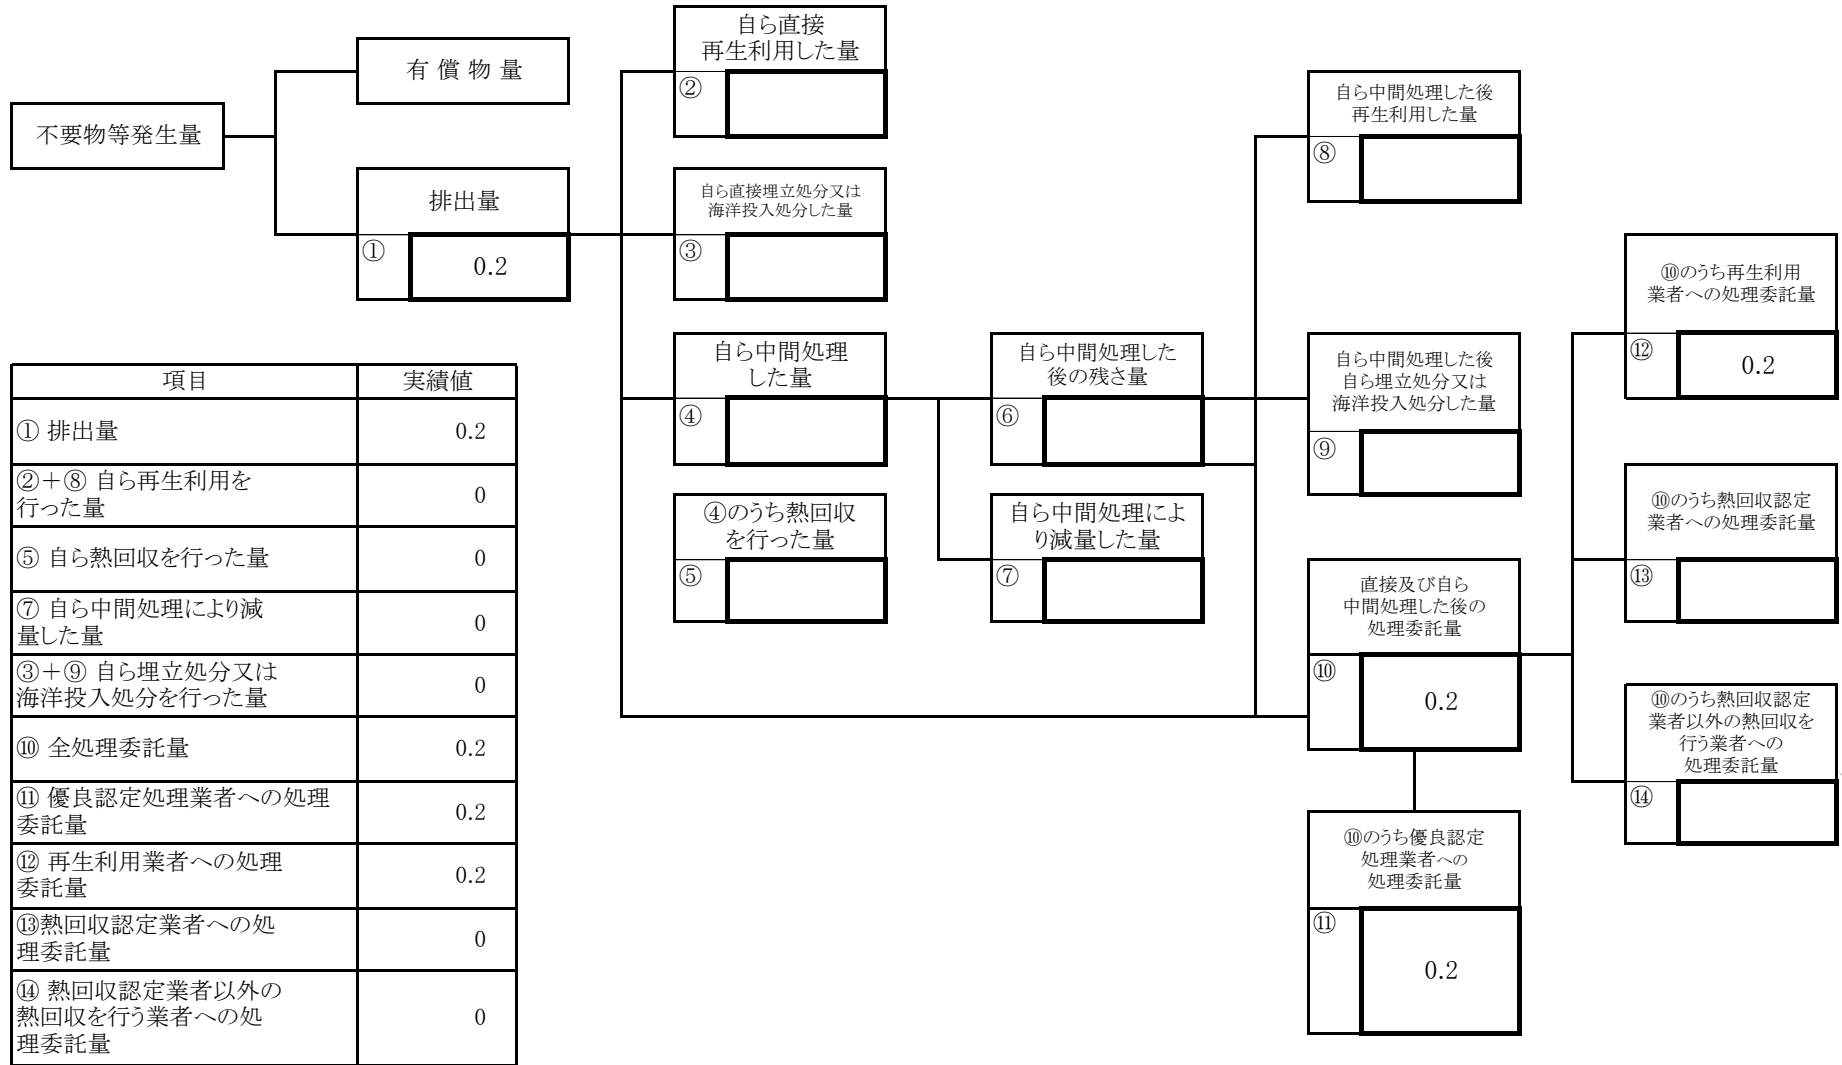 自ら直接
再生利用した量
②
有 償 物 量
不要物等発生量
排出量
①
0.2
自ら直接埋立処分又は
海洋投入処分した量
③
自ら中間処理した後
再生利用した量
⑧
自ら中間処理
した量
④
自ら中間処理した
後の残さ量
⑥
自ら中間処理した後
自ら埋立処分又は
海洋投入処分した量
⑨
⑩のうち再生利用
業者への処理委託量
⑫
0.2
④のうち熱回収
を行った量
⑤
自ら中間処理によ
り減量した量
⑦
直接及び自ら
中間処理した後の
処理委託量
⑩
0.2
⑩のうち熱回収認定
業者への処理委託量
⑬
⑩のうち熱回収認定
業者以外の熱回収を
行う業者への
処理委託量
⑭
⑩のうち優良認定
処理業者への
処理委託量
⑪
0.2
項目 実績値
① 排出量 0.2
②＋⑧ 自ら再生利用を
行った量 0
⑤ 自ら熱回収を行った量 0
⑦ 自ら中間処理により減
量した量 0
③＋⑨ 自ら埋立処分又は
海洋投入処分を行った量 0
⑩ 全処理委託量 0.2
⑪ 優良認定処理業者への処理
委託量 0.2
⑫ 再生利用業者への処理
委託量 0.2
⑬熱回収認定業者への処
理委託量 0
⑭ 熱回収認定業者以外の
熱回収を行う業者への処
理委託量 0